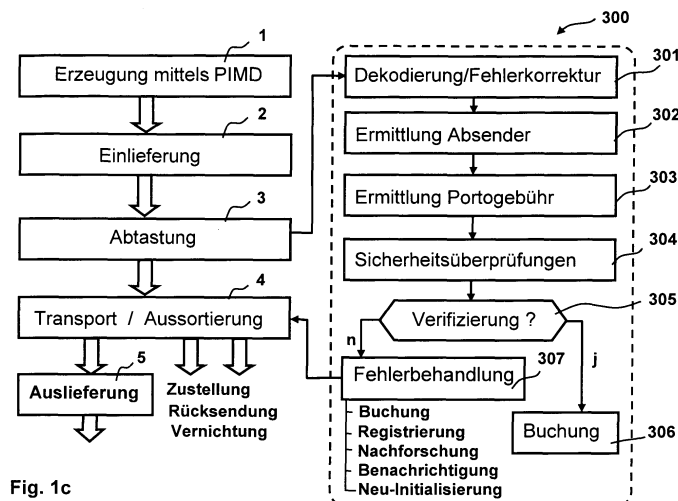 300
1
Erzeugung mittels PIMD
2
Einlieferung
3
Abtastung
4
Transport / Aussortierung
5
Auslieferung
Zustellung
Rücksendung
Vernichtung
301
Dekodierung/Fehlerkorrektur
302
Ermittlung Absender
303
Ermittlung Portogebühr
304
Sicherheitsüberprüfungen
305
Verifizierung ?
n
j
307
Fehlerbehandlung
Buchung
Registrierung
Nachforschung
Benachrichtigung
Neu-Initialisierung
Buchung
306
Fig. 1c